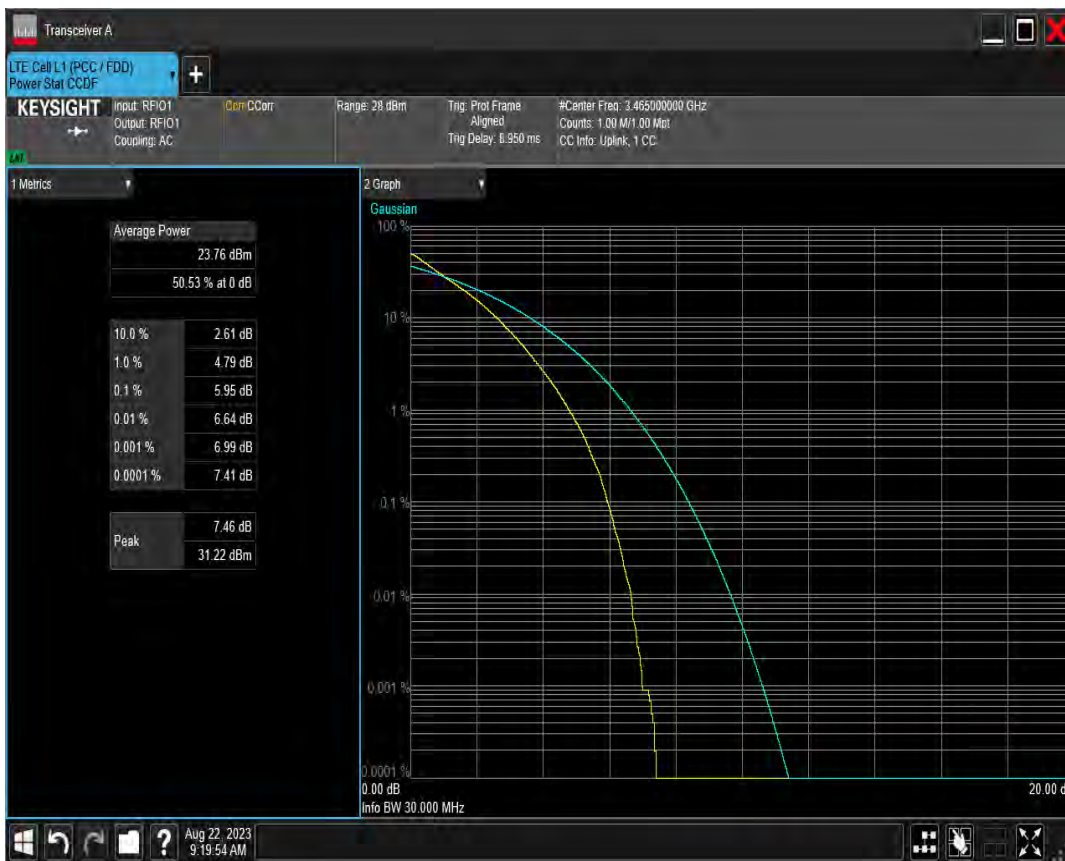 Transceiver A
LTE Cell L1 (PCC / FDD)
Power Stat CCDF
+
KEYSIGHT
Input: RFIO1
Output: RFIO1
Coupling: AC
Corr CCorr
Range: 28 dBm
Trig: Prot Frame
Aligned
Trig Delay: 6.950 ms
#Center Freq: 3.465000000 GHz
Counts: 1.00 M/1.00 Mpt
CC Info: Uplink, 1 CC
1 Metrics
Average Power
23.76 dBm
50.53 % at 0 dB
10.0 % 2.61 dB
1.0 % 4.79 dB
0.1 % 5.95 dB
0.01 % 6.64 dB
0.001 % 6.99 dB
0.0001 % 7.41 dB
Peak
7.46 dB
31.22 dBm
2 Graph
Gaussian
100 %
10 %
1 %
0.1 %
0.01 %
0.001 %
0.0001 %
0.00 dB
20.00 d
Info BW 30.000 MHz
?
Aug 22, 2023
9:19:54 AM